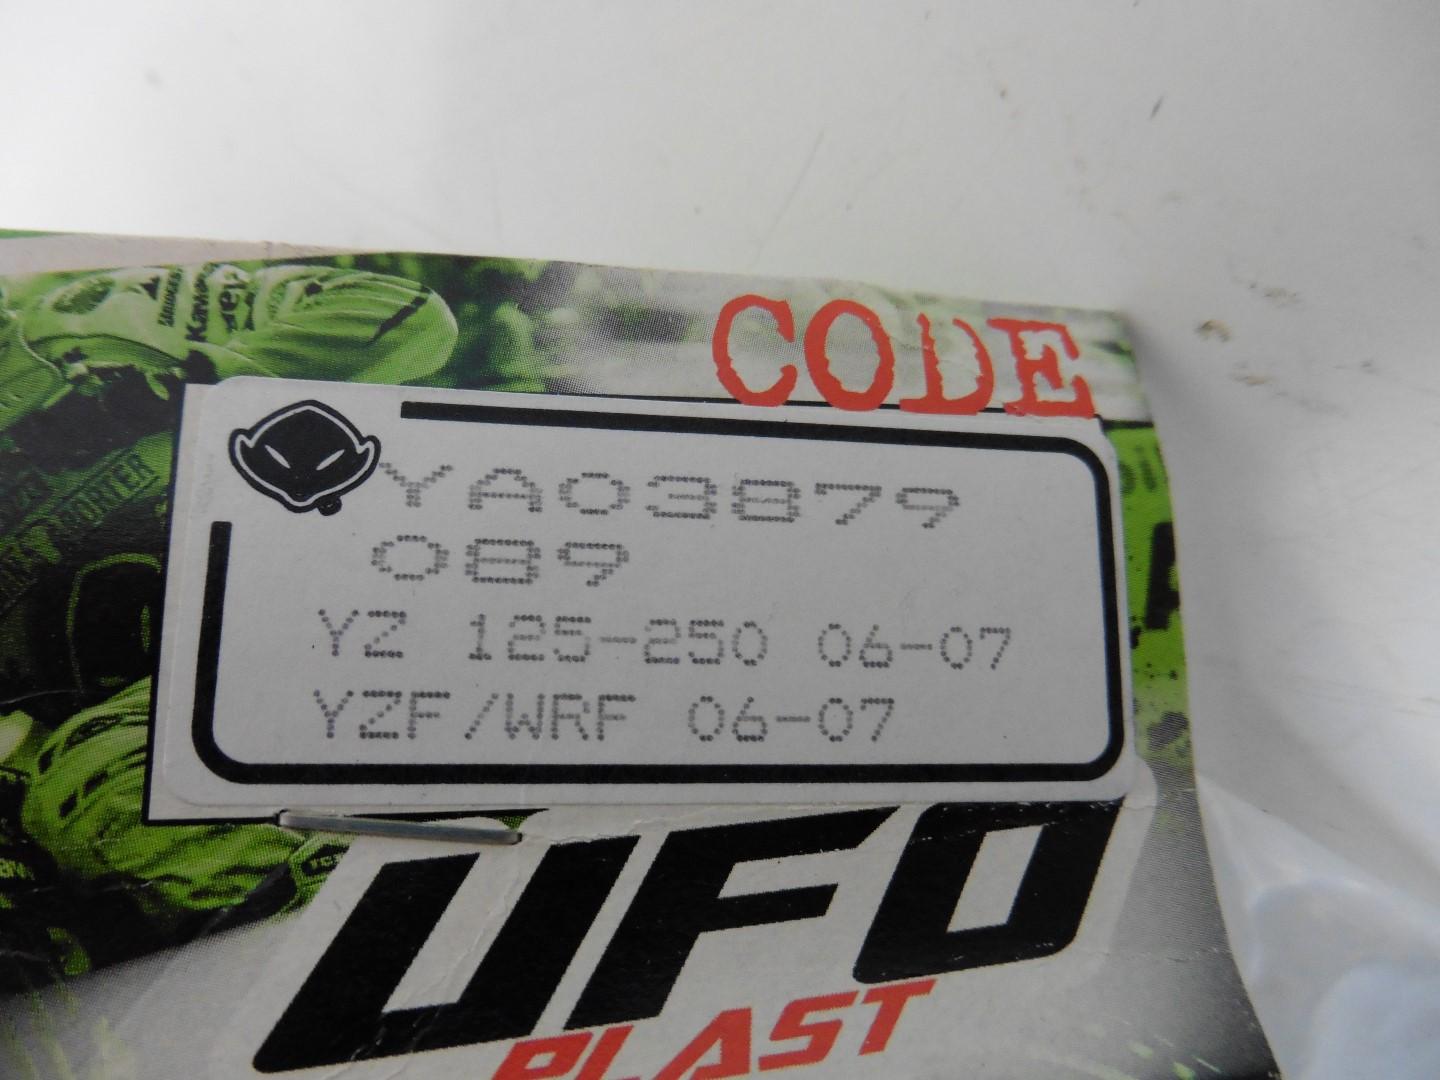 CODE
YA03879
089
YZ 125-250 06-07
YZF/WRF 06-07
UFO
PLAST